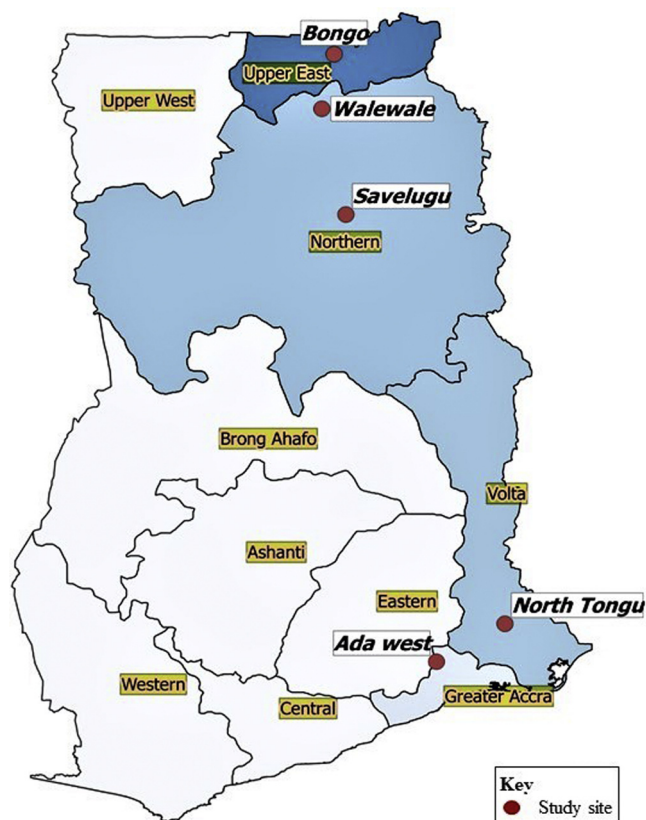 Bongo
Upper East
Upper West
Walewale
Savelugu
Northern
Brong Ahafo
Volta
Ashanti
Eastern
North Tongu
Ada west
Western
Central
Greater Accra
Key
Study site